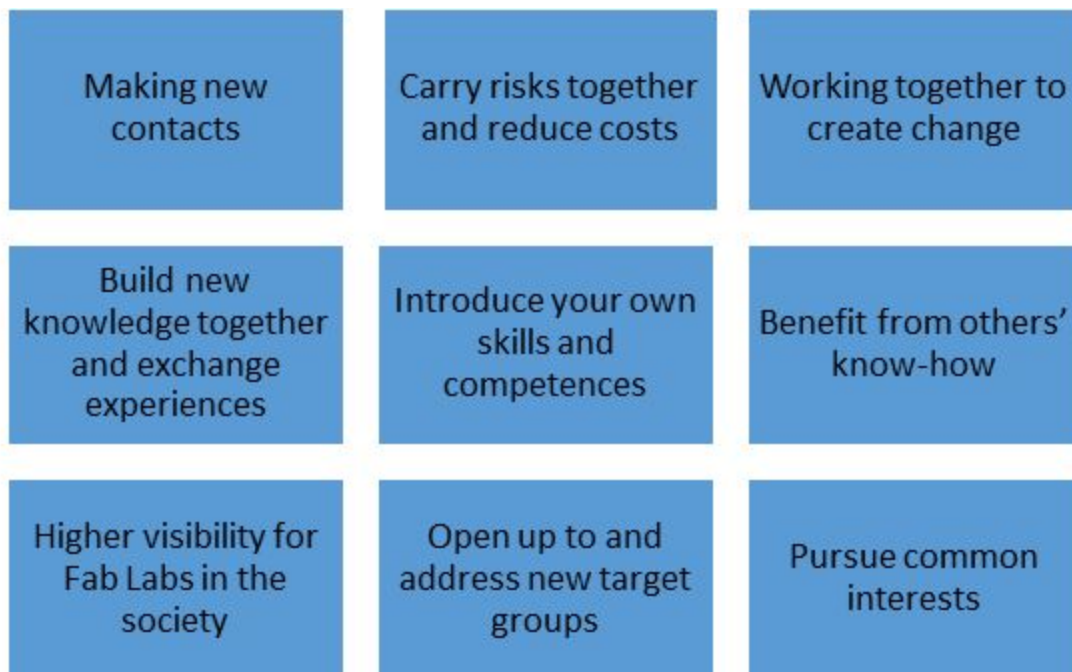 Making new
contacts
Carry risks together
and reduce costs
Working together to
create change
Build new
knowledge together
and exchange
experiences
Introduce your own
skills and
competences
Benefit from others’
know-how
Higher visibility for
Fab Labs in the
society
Open up to and
address new target
groups
Pursue common
interests